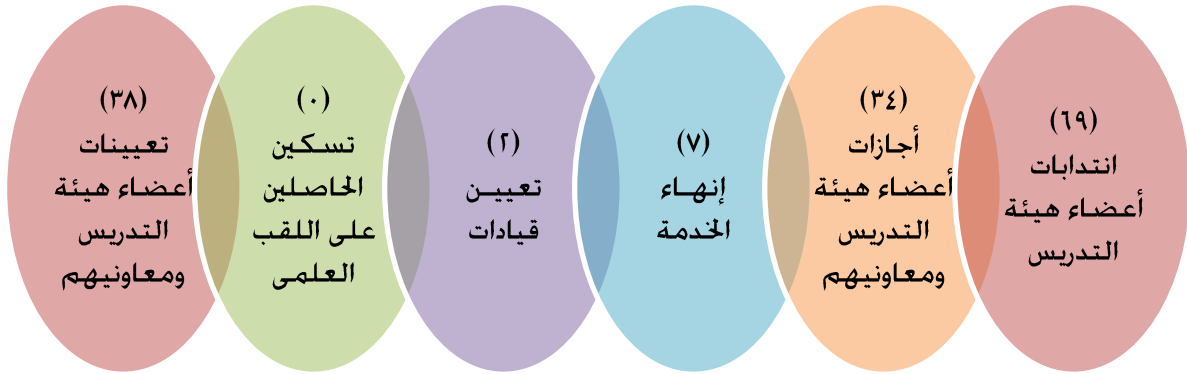 (٦٩)
انتدابات
أعضاء هيئة
التدريس
(٣٤)
أجازات
أعضاء هيئة
التدريس
ومعاونيهم
(٧)
إنهاء
الخدمة
(٢)
تعيين
قيادات
(٠)
تسكين
الحاصلين
على اللقب
العلمى
(٣٨)
تعيينات
أعضاء هيئة
التدريس
ومعاونيهم